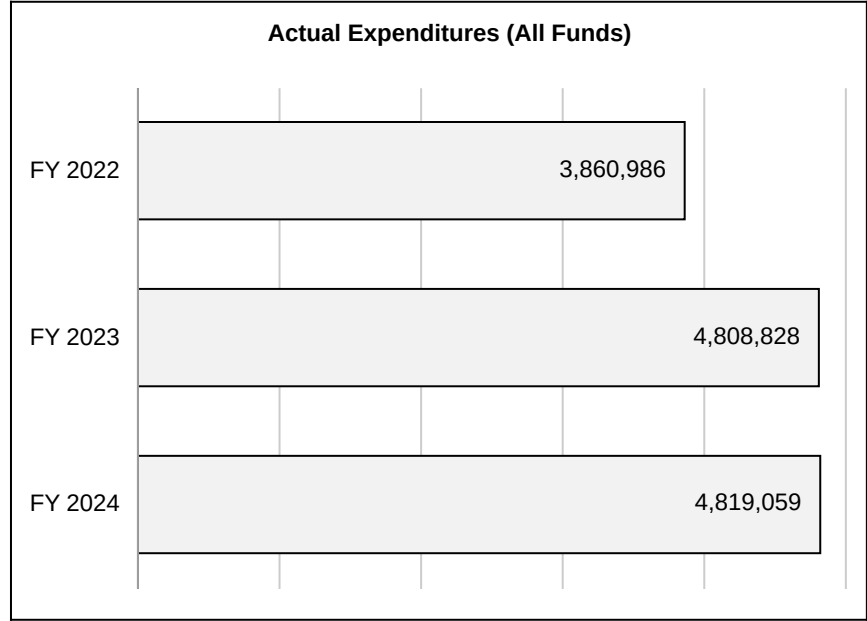 Actual Expenditures (All Funds)
FY 2022
3,860,986
FY 2023
4,808,828
FY 2024
4,819,059